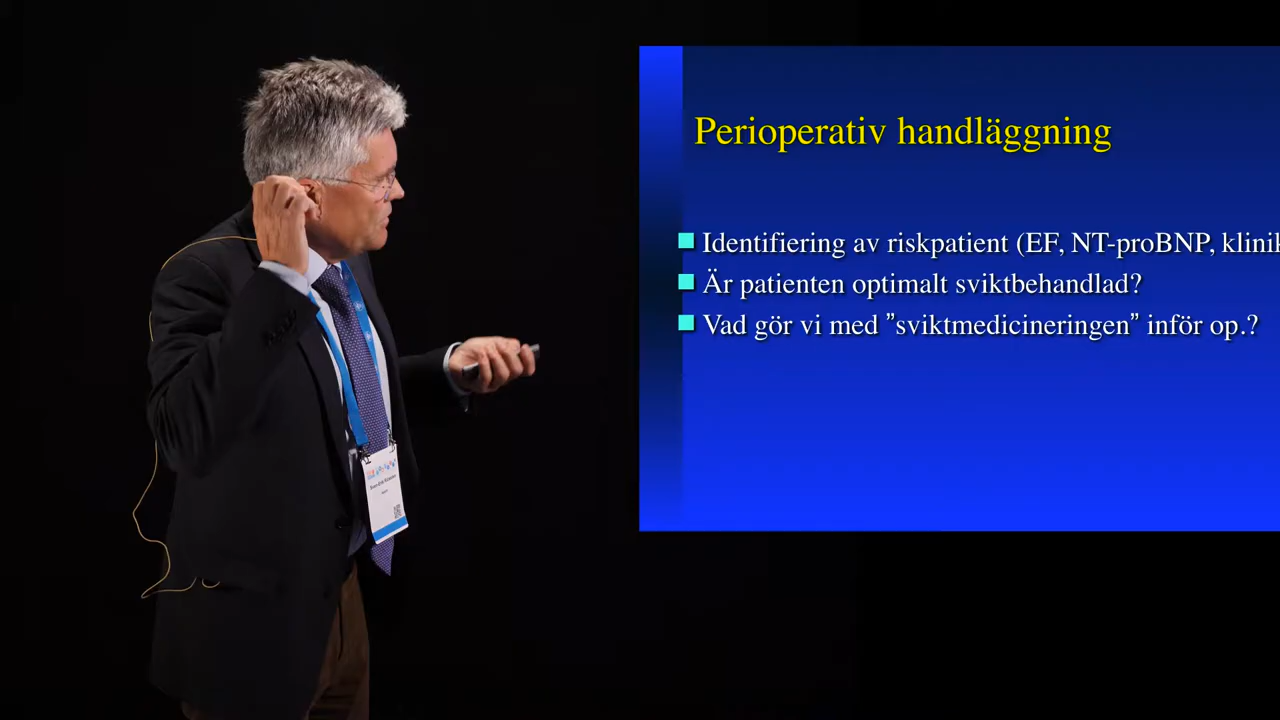 Perioperativ handläggning
Identifiering av riskpatient (EF, NT-proBNP, klinik
Är patienten optimalt sviktbehandlad?
Vad gör vi med ”sviktmedicineringen” inför op.?